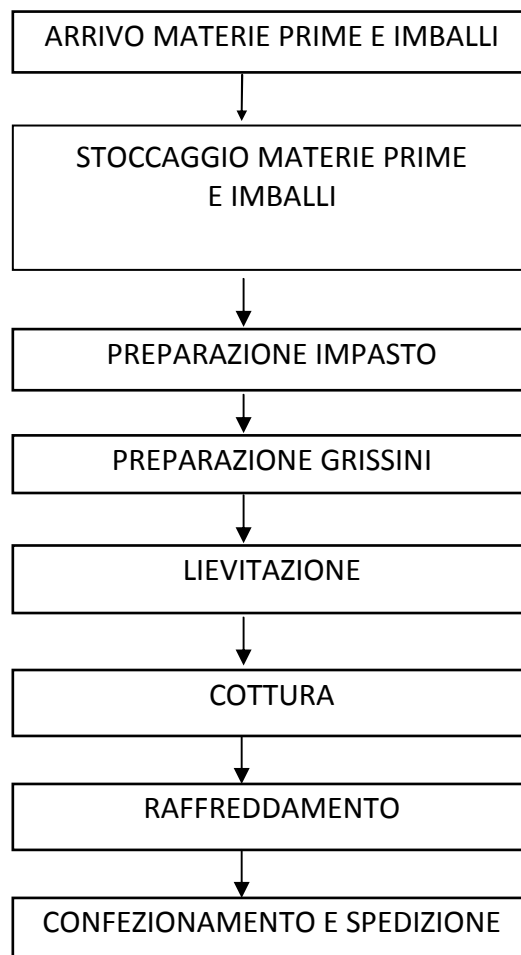 ARRIVO MATERIE PRIME E IMBALLI
STOCCAGGIO MATERIE PRIME
E IMBALLI
PREPARAZIONE IMPASTO
PREPARAZIONE GRISSINI
LIEVITAZIONE
COTTURA
RAFFREDDAMENTO
CONFEZIONAMENTO E SPEDIZIONE